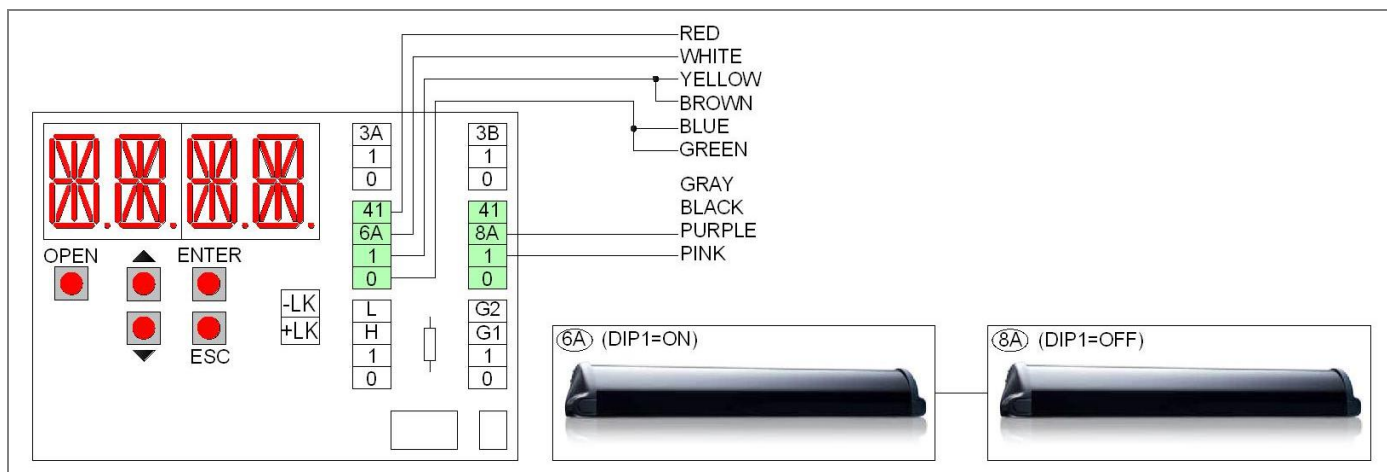 RED
WHITE
YELLOW
BROWN
BLUE
GREEN
GRAY
BLACK
PURPLE
PINK
OPEN
ENTER
ESC
-LK
+LK
3A
1
0
41
6A
1
0
L
H
1
0
3B
1
0
41
8A
1
0
G2
G1
1
0
6A (DIP1=ON)
8A (DIP1=OFF)